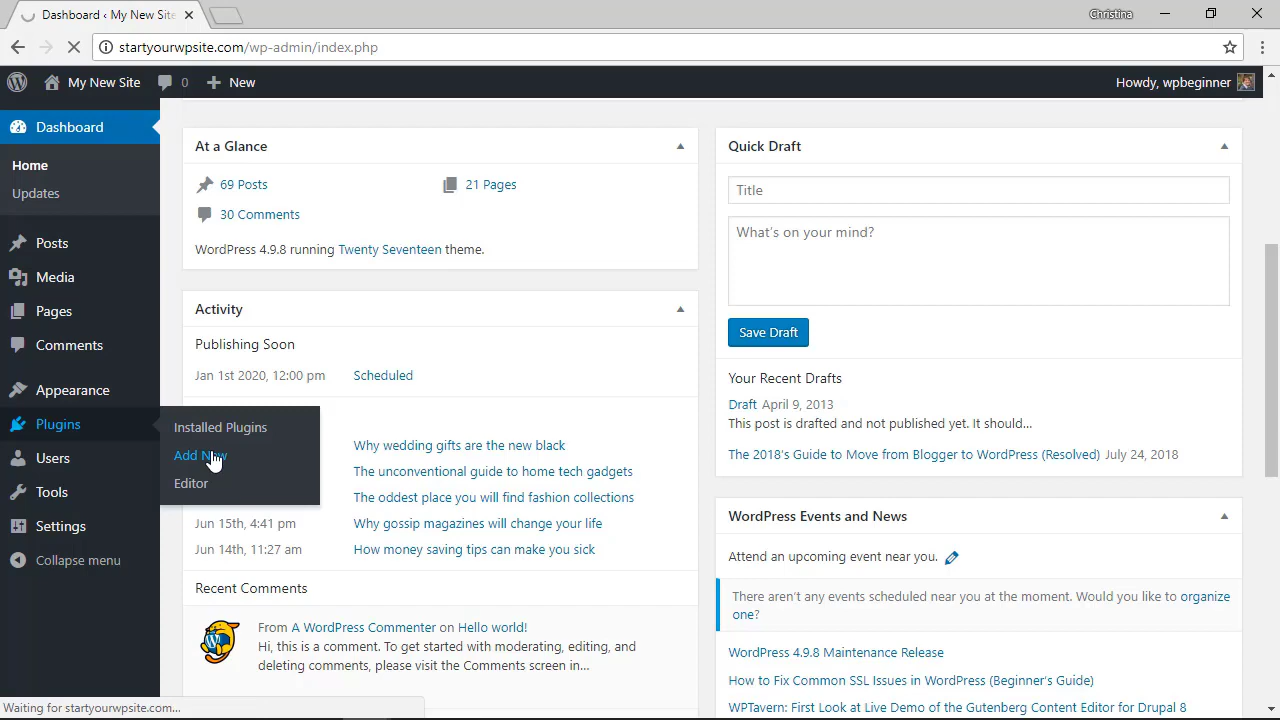 Dashboard ‹ My New Site
Christina
startyourwpsite.com/wp-admin/index.php
My New Site
0
New
Howdy, wpbeginner
Dashboard
Home
Updates
Posts
Media
Pages
Comments
Appearance
Plugins
Users
Tools
Settings
Collapse menu
Installed Plugins
Add New
Editor
At a Glance
69 Posts
21 Pages
30 Comments
WordPress 4.9.8 running Twenty Seventeen theme.
Activity
Publishing Soon
Jan 1st 2020, 12:00 pm Scheduled
Why wedding gifts are the new black
The unconventional guide to home tech gadgets
The oddest place you will find fashion collections
Jun 15th, 4:41 pm Why gossip magazines will change your life
Jun 14th, 11:27 am How money saving tips can make you sick
Recent Comments
From A WordPress Commenter on Hello world!
Hi, this is a comment. To get started with moderating, editing, and
deleting comments, please visit the Comments screen in...
Quick Draft
Title
What's on your mind?
Save Draft
Your Recent Drafts
Draft April 9, 2013
This post is drafted and not published yet. It should...
The 2018's Guide to Move from Blogger to WordPress (Resolved) July 24, 2018
WordPress Events and News
Attend an upcoming event near you.
There aren't any events scheduled near you at the moment. Would you like to organize
one?
WordPress 4.9.8 Maintenance Release
How to Fix Common SSL Issues in WordPress (Beginner's Guide)
WPTavern: First Look at Live Demo of the Gutenberg Content Editor for Drupal 8
Waiting for startyourwpsite.com...